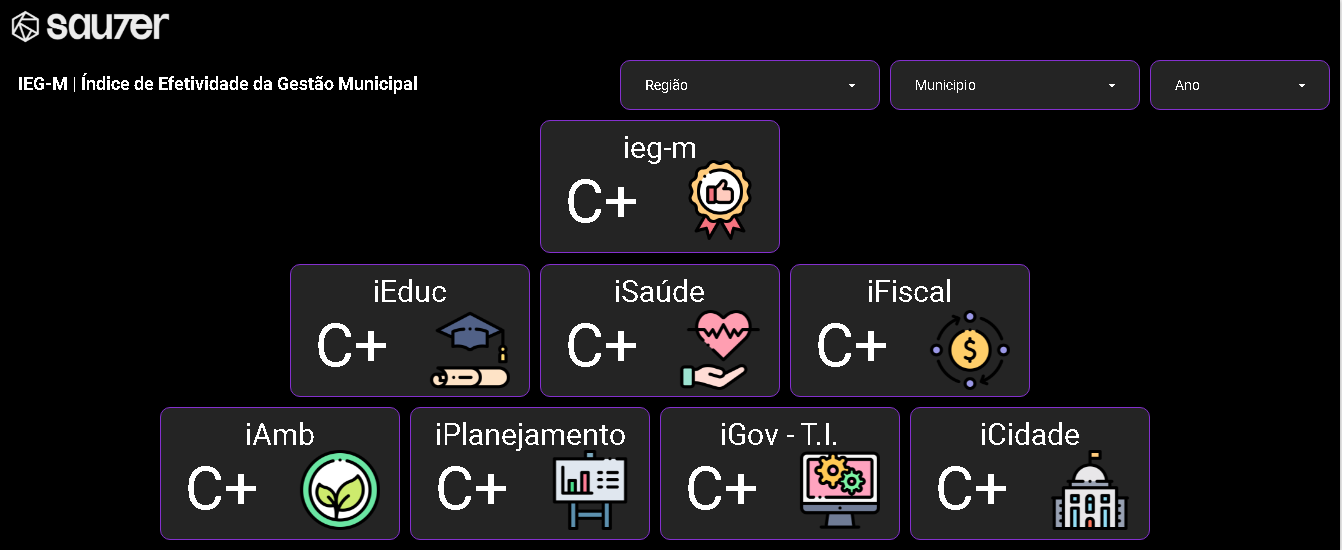 sau7er
IEG-M | Índice de Efetividade da Gestão Municipal
Região
Municipio
Ano
ieg-m
C+
iEduc
C+
iSaúde
C+
iFiscal
C+
$
iAmb
C+
iPlanejamento
C+
iGov - T.I.
C+
iCidade
C+